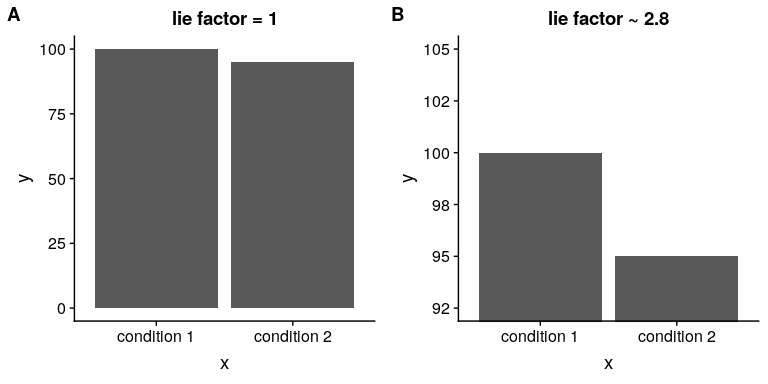 A
lie factor = 1
100
75
50
25
0
y
condition 1
condition 2
x
B
lie factor ~ 2.8
105
102
100
98
95
92
y
condition 1
condition 2
x